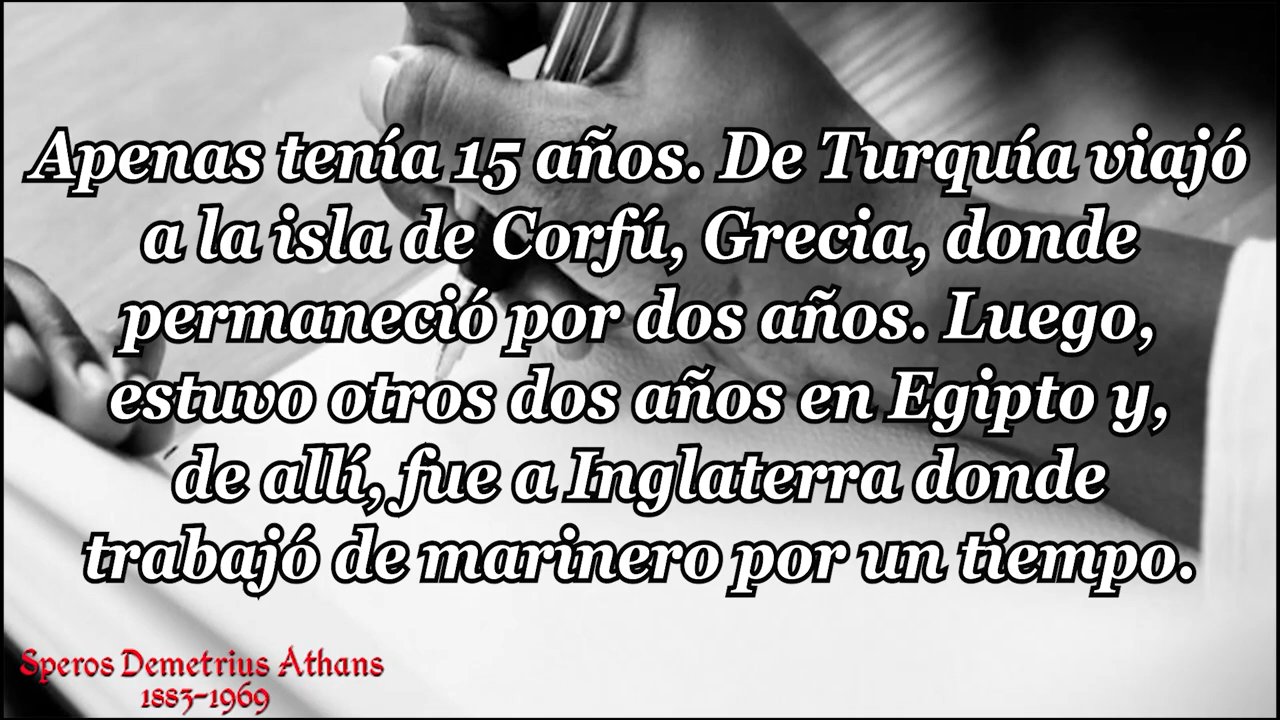 Apenas tenía 15 años. De Turquía viajó
a la isla de Corfú, Grecia, donde
permaneció por dos años. Luego,
estuvo otros dos años en Egipto y,
de allí, fue a Inglaterra donde
trabajó de marinero por un tiempo.
Speros Demetrius Athans
1883-1969